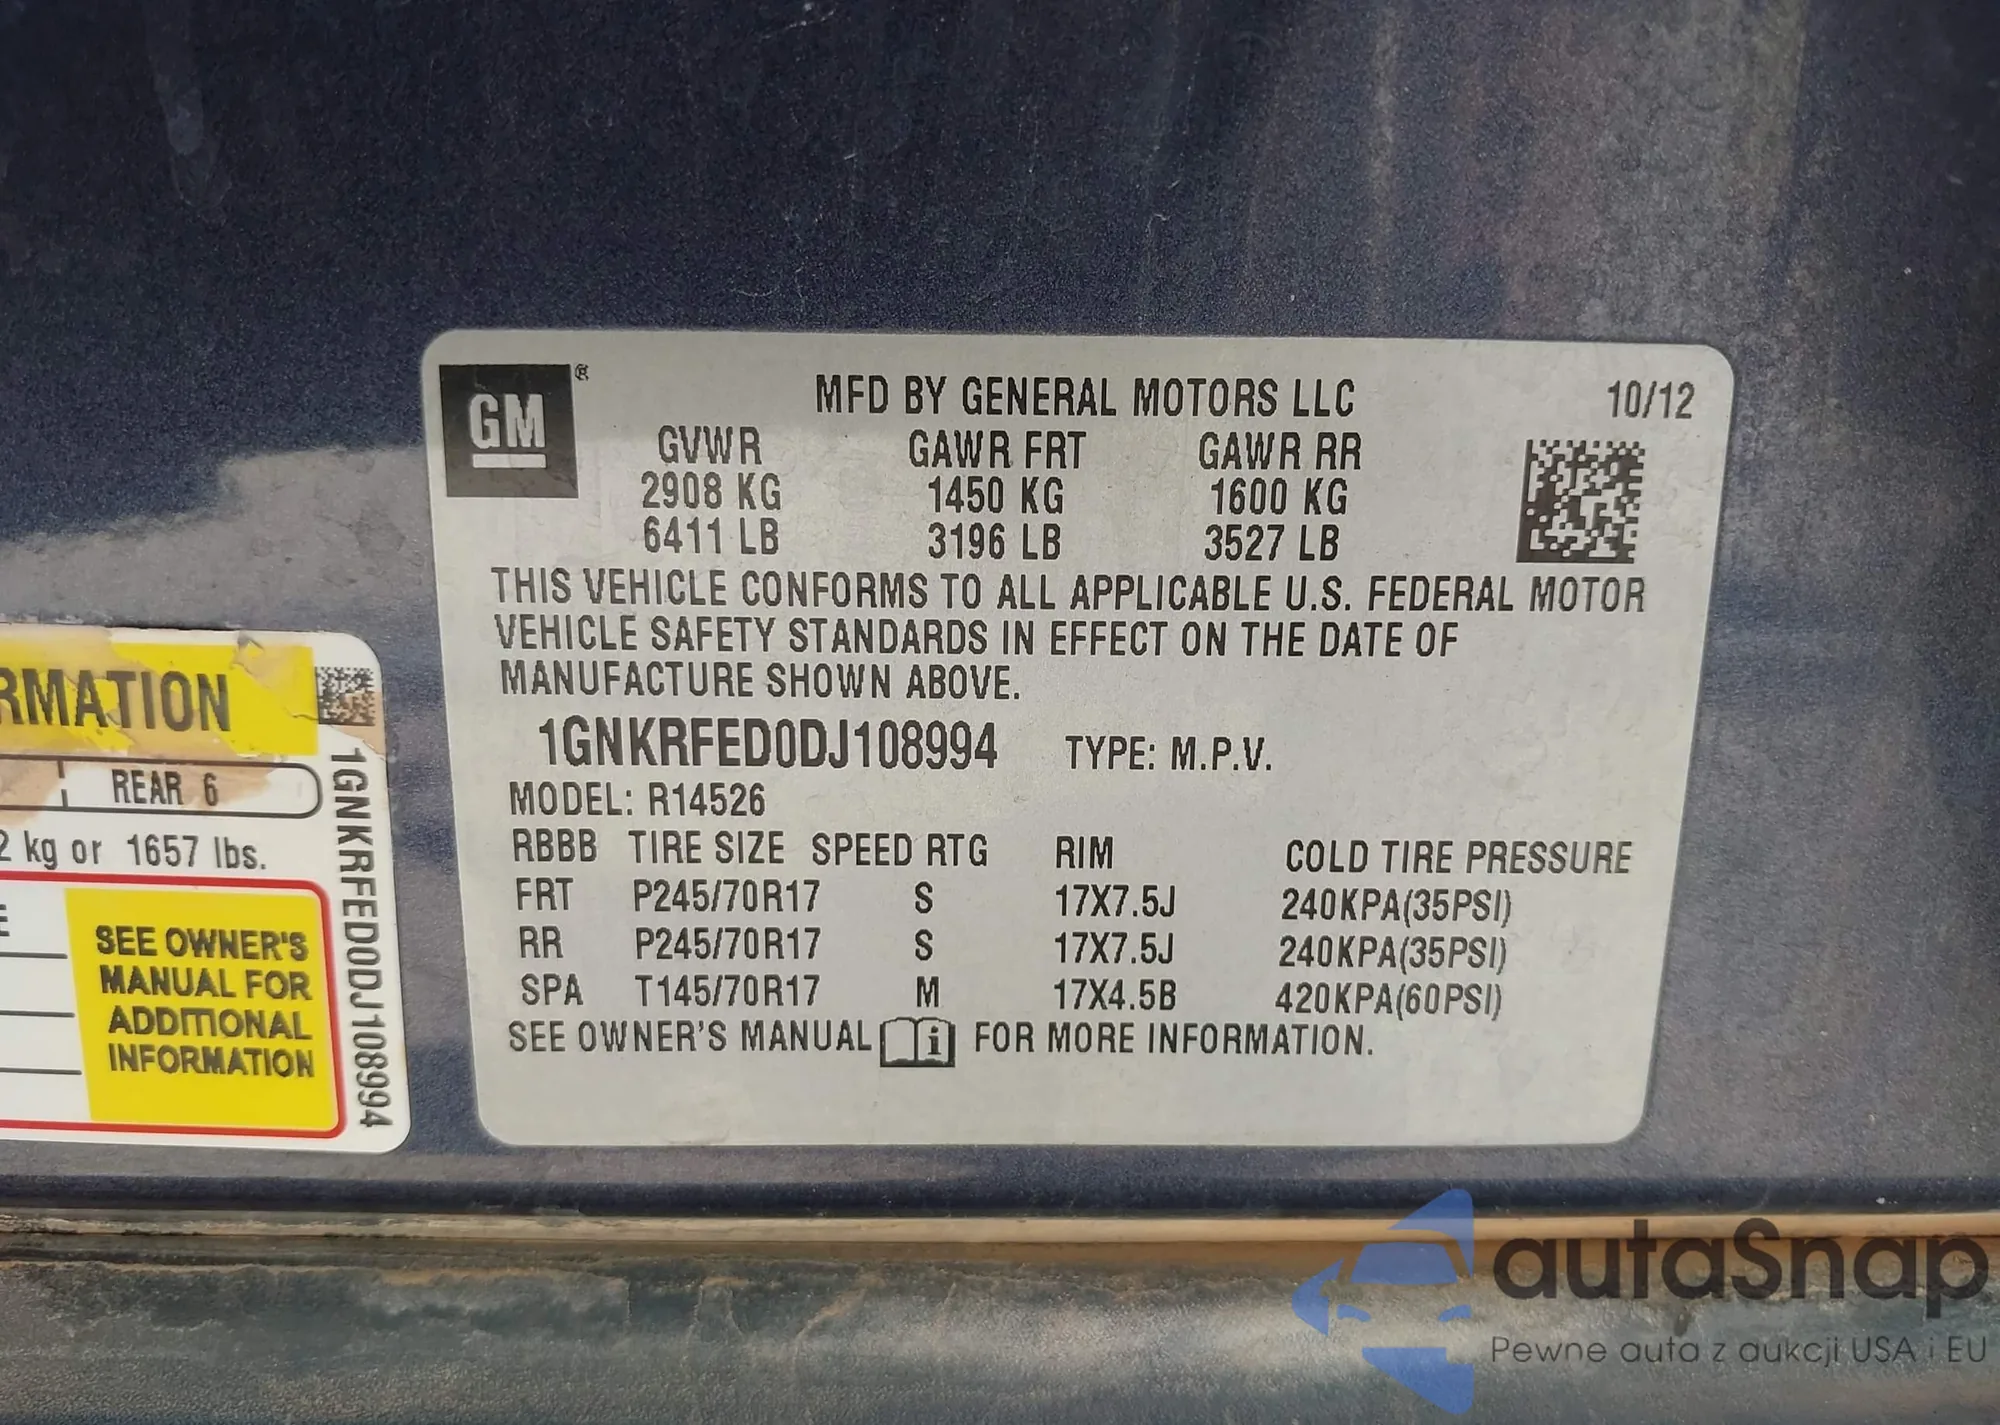 GM ®
MFD BY GENERAL MOTORS LLC 10/12
GVWR GAWR FRT GAWR RR
2908 KG 1450 KG 1600 KG
6411 LB 3196 LB 3527 LB
THIS VEHICLE CONFORMS TO ALL APPLICABLE U.S. FEDERAL MOTOR
VEHICLE SAFETY STANDARDS IN EFFECT ON THE DATE OF
MANUFACTURE SHOWN ABOVE.
1GNKRFED0DJ108994 TYPE: M.P.V.
MODEL: R14526
RBBB TIRE SIZE SPEED RTG RIM COLD TIRE PRESSURE
FRT P245/70R17 S 17X7.5J 240KPA(35PSI)
RR P245/70R17 S 17X7.5J 240KPA(35PSI)
SPA T145/70R17 M 17X4.5B 420KPA(60PSI)
SEE OWNER'S MANUAL i FOR MORE INFORMATION.
RMATION
REAR 6
2 kg or 1657 lbs.
E
SEE OWNER'S
MANUAL FOR
ADDITIONAL
INFORMATION
1GNKRFED0DJ108994
autaSnap
Pewne auta z aukcji USA i EU